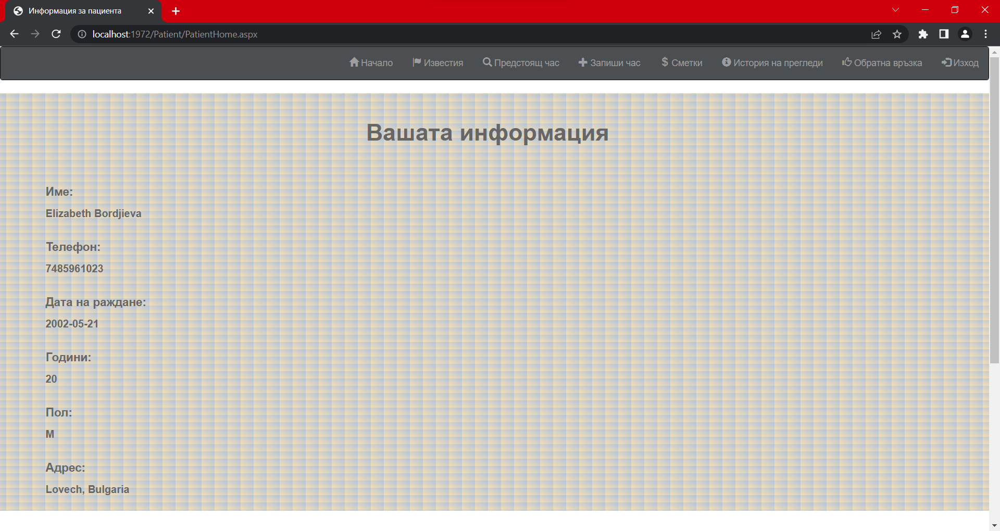 Информация за пациента
localhost:1972/Patient/PatientHome.aspx
Начало Известия Предстоящ час Запиши час Сметки История на прегледи Обратна връзка Изход
Вашата информация
Име:
Elizabeth Bordjieva
Телефон:
7485961023
Дата на раждане:
2002-05-21
Години:
20
Пол:
M
Адрес:
Lovech, Bulgaria